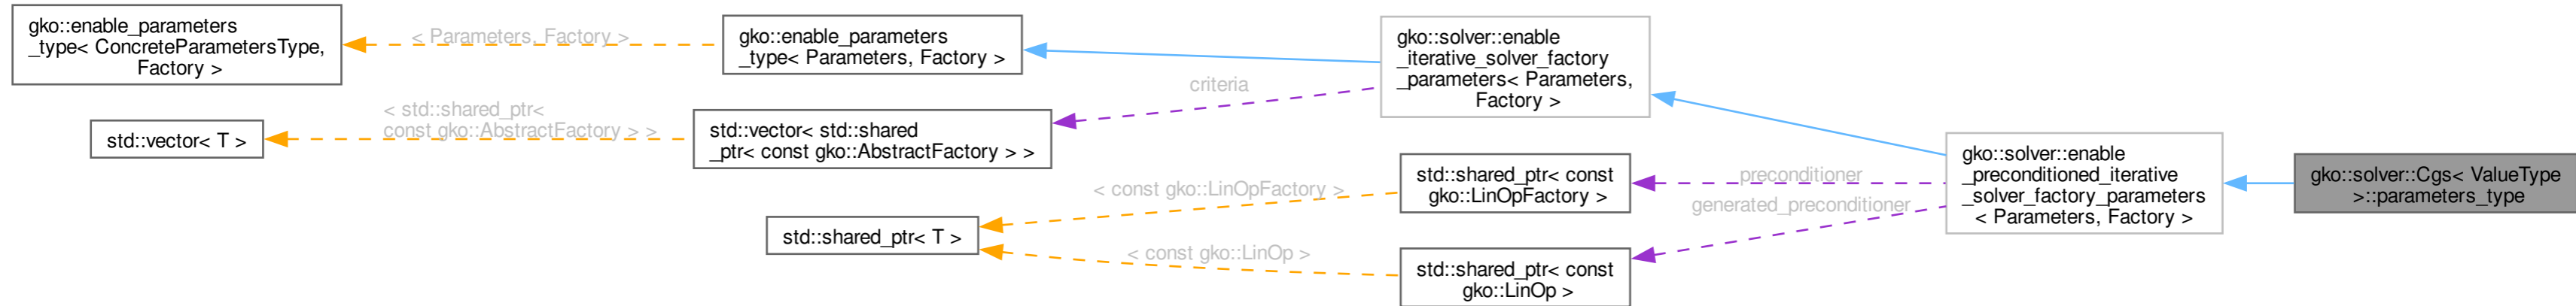 gko::enable_parameters
_type< ConcreteParametersType,
Factory >
< Parameters, Factory >
gko::enable_parameters
_type< Parameters, Factory >
gko::solver::enable
_iterative_solver_factory
_parameters< Parameters,
Factory >
criteria
std::vector< T >
< std::shared_ptr<
const gko::AbstractFactory > >
std::vector< std::shared
_ptr< const gko::AbstractFactory > >
std::shared_ptr< T >
< const gko::LinOpFactory >
< const gko::LinOp >
std::shared_ptr< const
gko::LinOpFactory >
std::shared_ptr< const
gko::LinOp >
preconditioner
generated_preconditioner
gko::solver::enable
_preconditioned_iterative
_solver_factory_parameters
< Parameters, Factory >
gko::solver::Cgs< ValueType
>::parameters_type